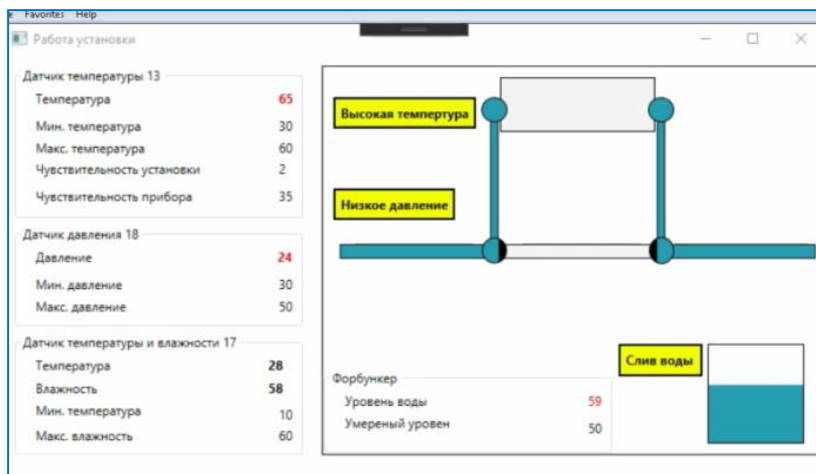 Favorites Help
Работа установки
Датчик температуры 13
Температура 65
Мин. температура 30
Макс. температура 60
Чувствительность установки 2
Чувствительность прибора 35
Датчик давления 18
Давление 24
Мин. давление 30
Макс. давление 50
Датчик температуры и влажности 17
Температура 28
Влажность 58
Мин. температура 10
Макс. влажность 60
Высокая темпертура
Низкое давление
Слив воды
Форбункер
Уровень воды 59
Умереный уровен 50